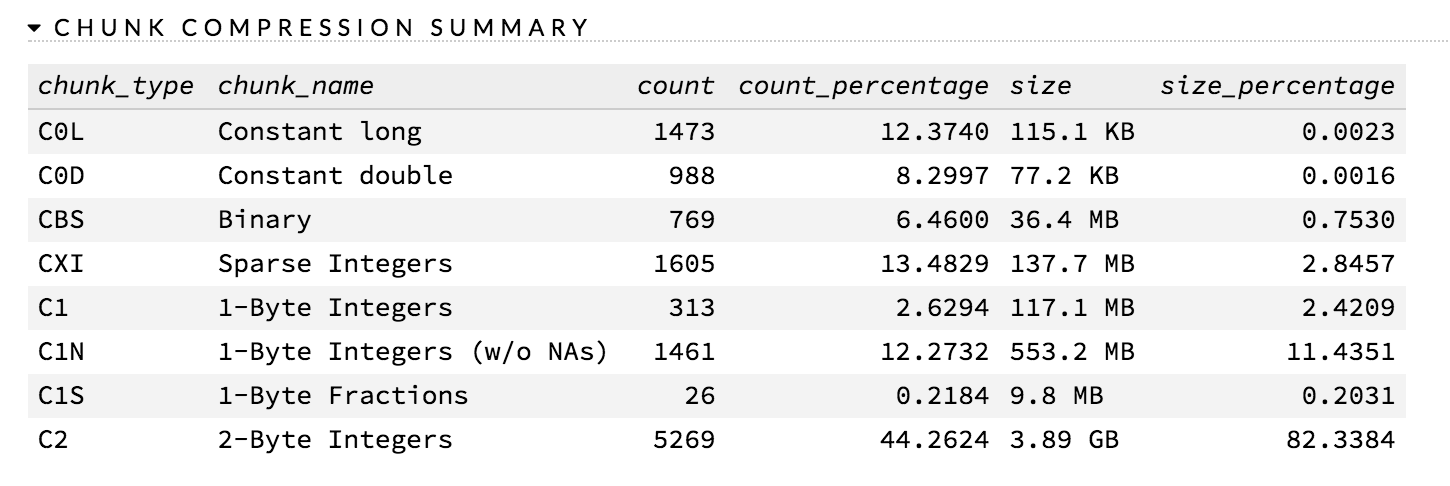 CHUNK COMPRESSION SUMMARY
chunk_type chunk_name count count_percentage size size_percentage
C0L Constant long 1473 12.3740 115.1 KB 0.0023
C0D Constant double 988 8.2997 77.2 KB 0.0016
CBS Binary 769 6.4600 36.4 MB 0.7530
CXI Sparse Integers 1605 13.4829 137.7 MB 2.8457
C1 1-Byte Integers 313 2.6294 117.1 MB 2.4209
C1N 1-Byte Integers (w/o NAs) 1461 12.2732 553.2 MB 11.4351
C1S 1-Byte Fractions 26 0.2184 9.8 MB 0.2031
C2 2-Byte Integers 5269 44.2624 3.89 GB 82.3384